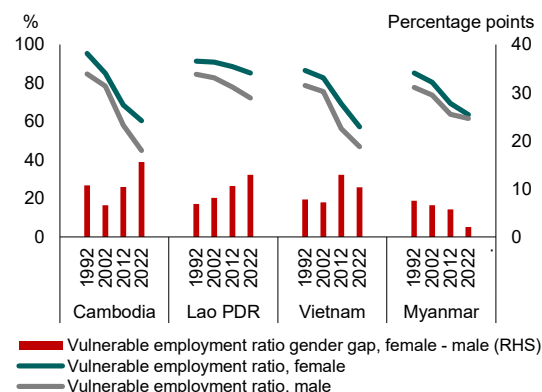 % Percentage points
100 40
80 30
60 20
40
20 10
0 0
1992 2002 2012 2022 1992 2002 2012 2022 1992 2002 2012 2022 1992 2002 2012 2022
Cambodia Lao PDR Vietnam Myanmar
Vulnerable employment ratio gender gap, female - male (RHS)
Vulnerable employment ratio, female
Vulnerable employment ratio, male